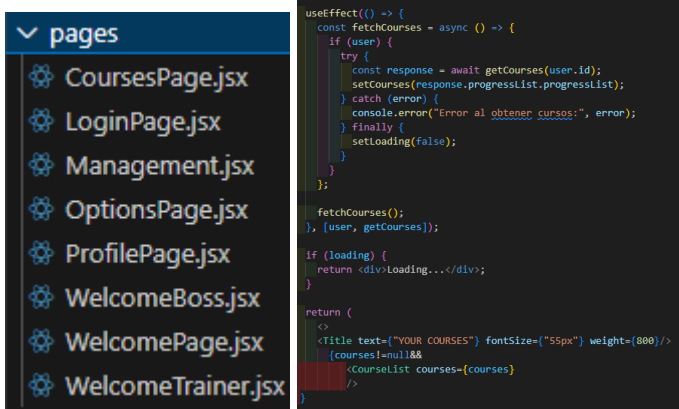 pages
CoursesPage.jsx
LoginPage.jsx
Management.jsx
OptionsPage.jsx
ProfilePage.jsx
WelcomeBoss.jsx
WelcomePage.jsx
WelcomeTrainer.jsx
useEffect(() => {
const fetchCourses = async () => {
if (user) {
try {
const response = await getCourses(user.id);
setCourses(response.progressList.progressList);
} catch (error) {
console.error("Error al obtener cursos:", error);
} finally {
setLoading(false);
}
}
};
fetchCourses();
}, [user, getCourses]);
if (loading) {
return <div>Loading...</div>;
}
return (
<>
<Title text={"YOUR COURSES"} fontSize={"55px"} weight={800}/>
{courses!=null&&
<CourseList courses={courses}
/>
}